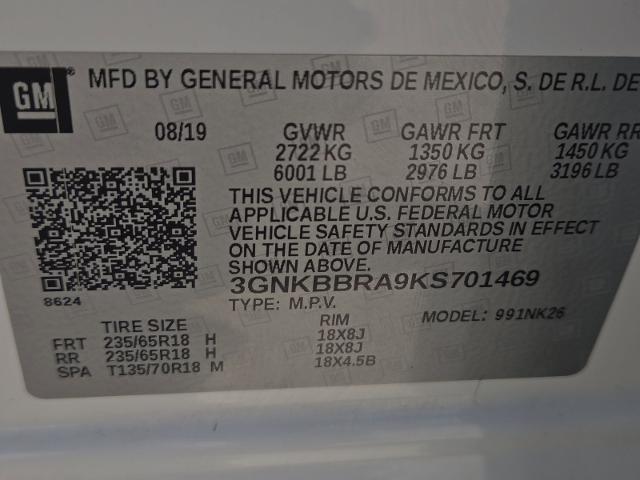 GM ® MFD BY GENERAL MOTORS DE MEXICO, S. DE R.L. DE
08/19 GVWR GAWR FRT GAWR RR
2722 KG 1350 KG 1450 KG
6001 LB 2976 LB 3196 LB
THIS VEHICLE CONFORMS TO ALL
APPLICABLE U.S. FEDERAL MOTOR
VEHICLE SAFETY STANDARDS IN EFFECT
ON THE DATE OF MANUFACTURE
SHOWN ABOVE.
3GNKBBRA9KS701469
8624 TYPE: M.P.V. MODEL: 991NK26
TIRE SIZE RIM
FRT 235/65R18 H 18X8J
RR 235/65R18 H 18X8J
SPA T135/70R18 M 18X4.5B